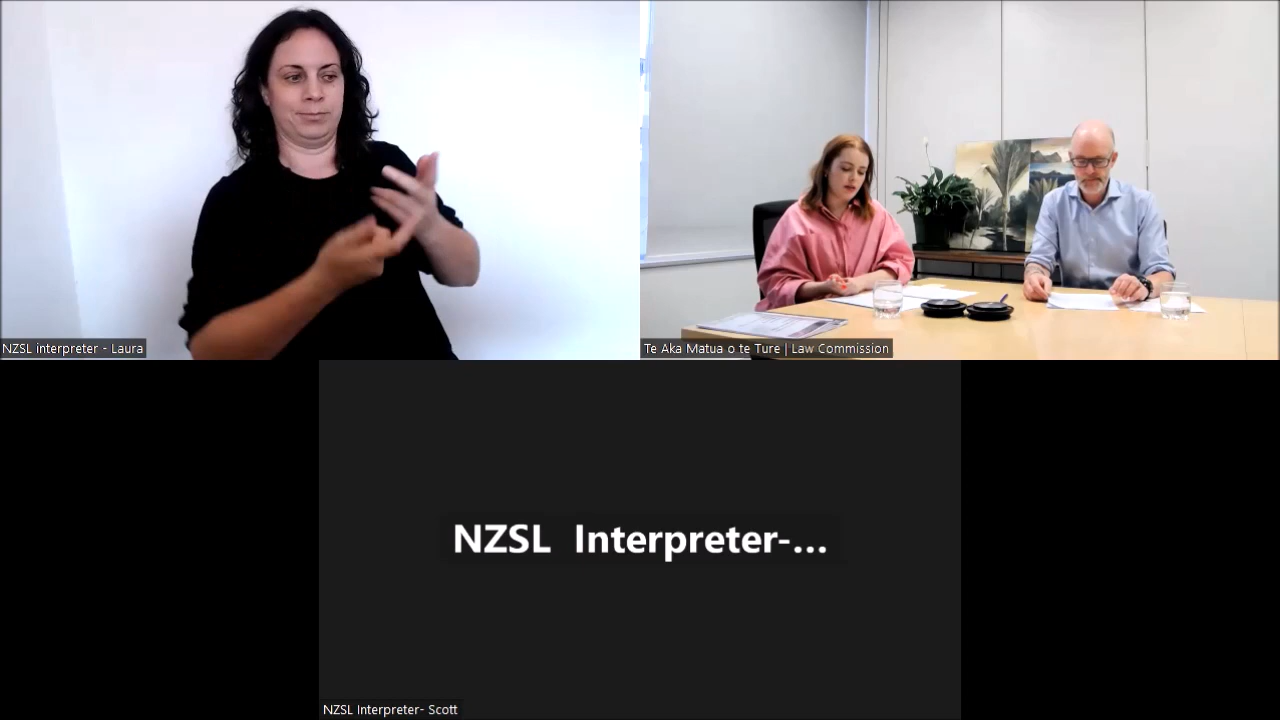 NZSL interpreter - Laura
Te Aka Matua o te Ture | Law Commission
NZSL Interpreter-...
NZSL Interpreter- Scott